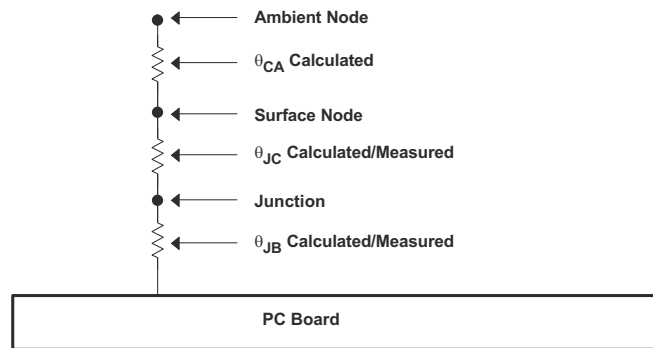 Ambient Node
θCA Calculated
Surface Node
θJC Calculated/Measured
Junction
θJB Calculated/Measured
PC Board